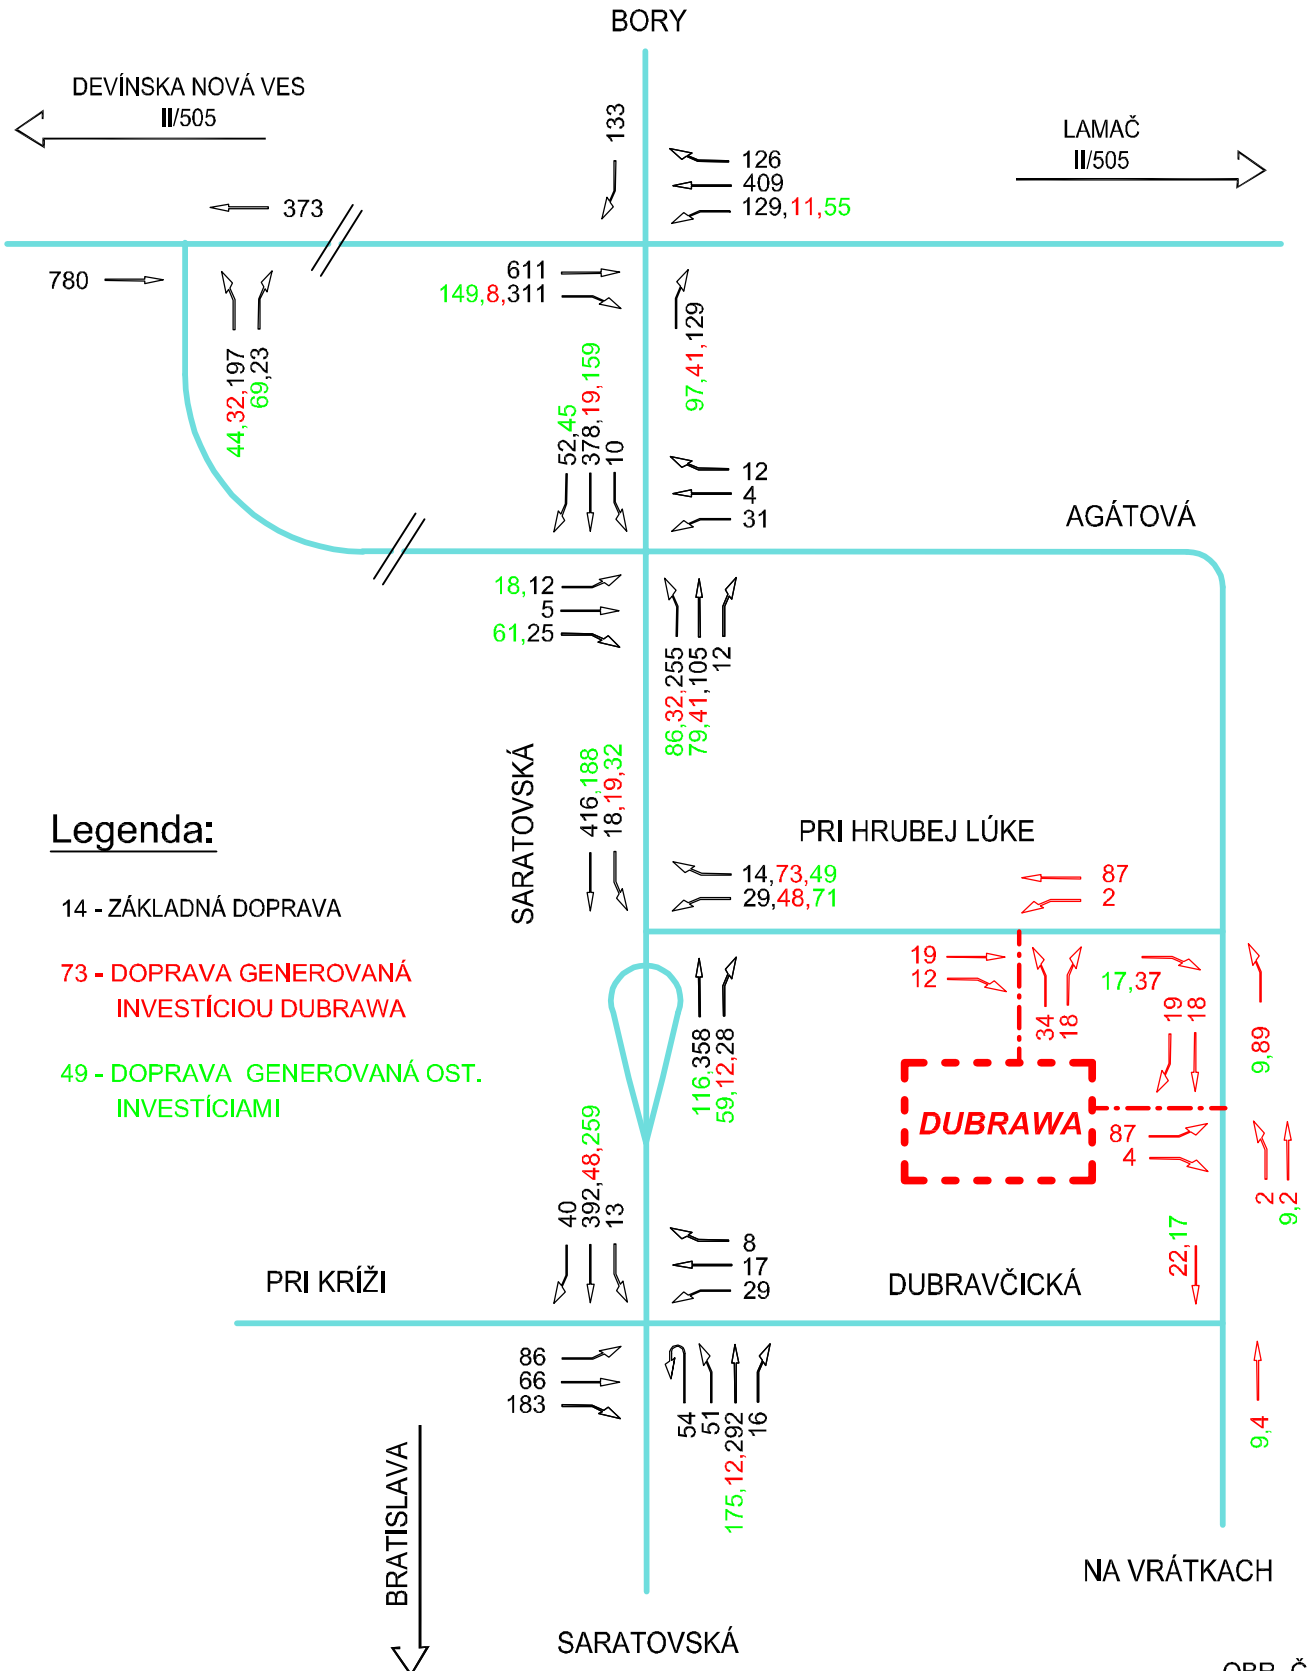 BORY
DEVÍNSKA NOVÁ VES
II/505
LAMAČ
II/505
133
126
409
129,11,55
373
780
611
149,8,311
97,41,129
44,32,197
69,23
52,45
378,19,159
10
12
4
31
AGÁTOVÁ
18,12
5
61,25
86,32,255
79,41,105
12
SARATOVSKÁ
416,188
18,19,32
Legenda:
14 - ZÁKLADNÁ DOPRAVA
73 - DOPRAVA GENEROVANÁ
INVESTÍCIOU DUBRAWA
49 - DOPRAVA GENEROVANÁ OST.
INVESTÍCIAMI
PRI HRUBEJ LÚKE
14,73,49
29,48,71
87
2
19
12
34
18
17,37
19
18
9,89
116,358
59,12,28
DUBRAWA
87
4
2
9,2
22,17
40
392,48,259
13
8
17
29
PRI KRÍŽI
DUBRAVČICKÁ
86
66
183
54
51
175,12,292
16
9,4
BRATISLAVA
NA VRÁTKACH
SARATOVSKÁ
OBR. Č